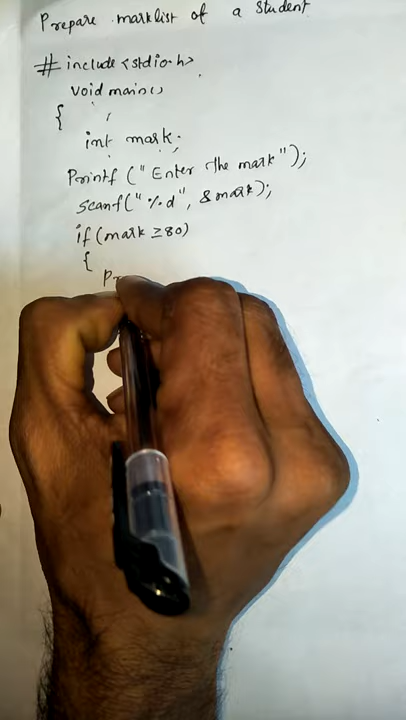 Prepare marklist of a student
# include <stdio.h>
void main()
{
int mark;
Printf ("Enter the mark");
scanf("%d", &mark);
if (mark ≥80)
{
Pr